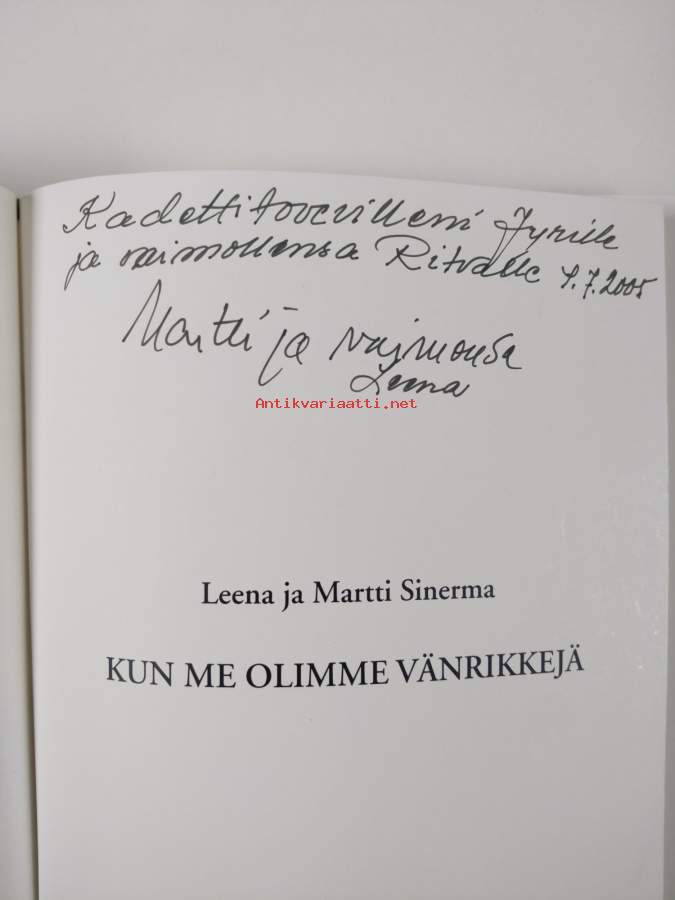 Kadettitoverilleni Jyrille
ja vaimollensa Ritvalle 9.7.2005
Martti ja vaimonsa
Leena
Antikvariaatti.net
Leena ja Martti Sinerma
KUN ME OLIMME VÄNRIKKEJÄ